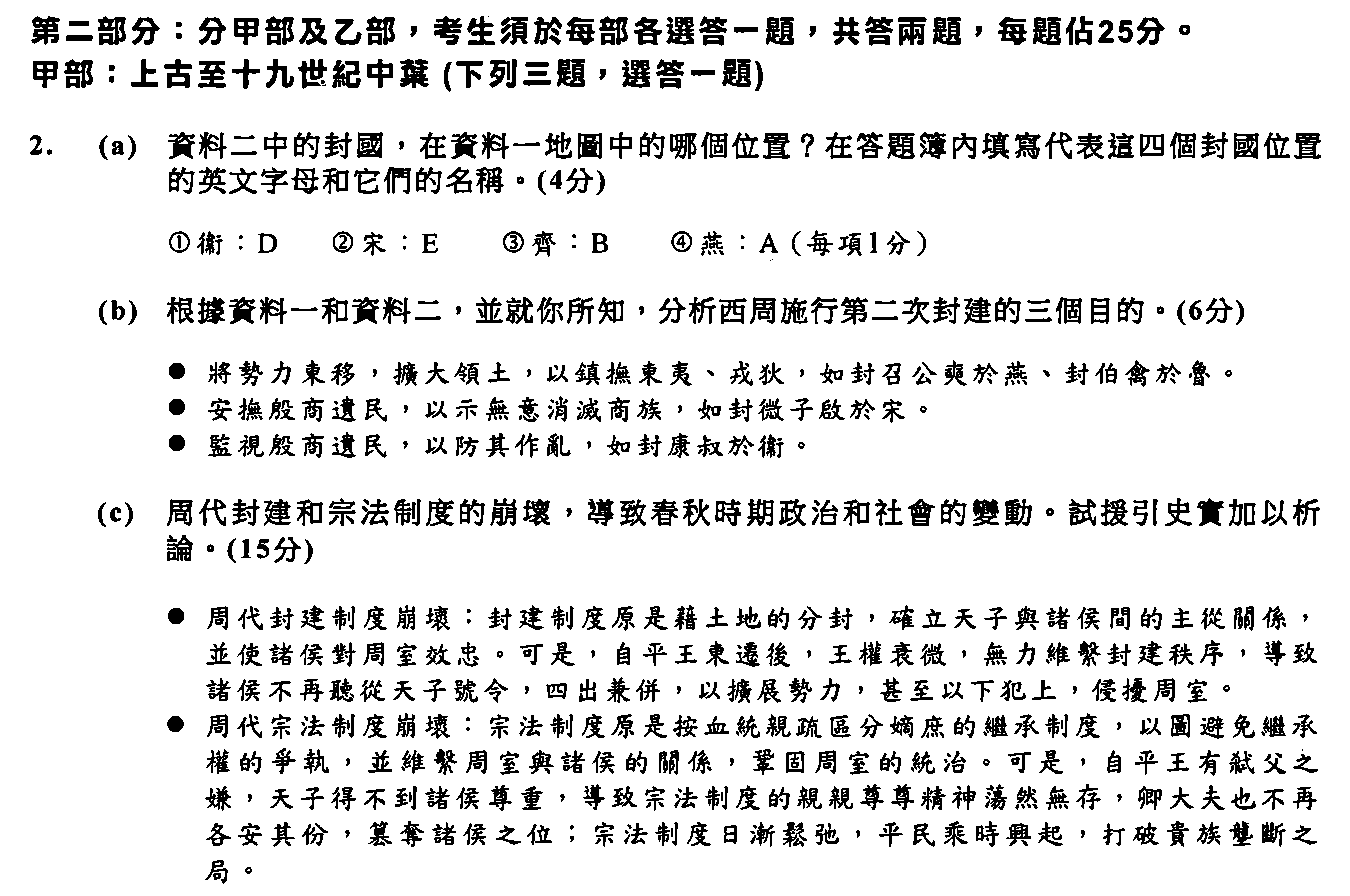 第二部分：分甲部及乙部，考生須於每部各選答一題，共答兩題，每題佔25分。
甲部：上古至十九世紀中葉 (下列三題，選答一題)
2. (a) 資料二中的封國，在資料一地圖中的哪個位置？在答題簿內填寫代表這四個封國位置
的英文字母和它們的名稱。(4分)
①衞：D ②宋：E ③齊：B ④燕：A（每項1分）
(b) 根據資料一和資料二，並就你所知，分析西周施行第二次封建的三個目的。(6分)
● 將勢力東移，擴大領土，以鎮撫東夷、戎狄，如封召公奭於燕、封伯禽於魯。
● 安撫殷商遺民，以示無意消滅商族，如封微子啟於宋。
● 監視殷商遺民，以防其作亂，如封康叔於衞。
(c) 周代封建和宗法制度的崩壞，導致春秋時期政治和社會的變動。試援引史實加以析
論。(15分)
● 周代封建制度崩壞：封建制度原是藉土地的分封，確立天子與諸侯間的主從關係，
並使諸侯對周室效忠。可是，自平王東遷後，王權衰微，無力維繫封建秩序，導致
諸侯不再聽從天子號令，四出兼併，以擴展勢力，甚至以下犯上，侵擾周室。
● 周代宗法制度崩壞：宗法制度原是按血統親疏區分嫡庶的繼承制度，以圖避免繼承
權的爭執，並維繫周室與諸侯的關係，鞏固周室的統治。可是，自平王有弒父之
嫌，天子得不到諸侯尊重，導致宗法制度的親親尊尊精神蕩然無存，卿大夫也不再
各安其份，篡奪諸侯之位；宗法制度日漸鬆弛，平民乘時興起，打破貴族壟斷之
局。